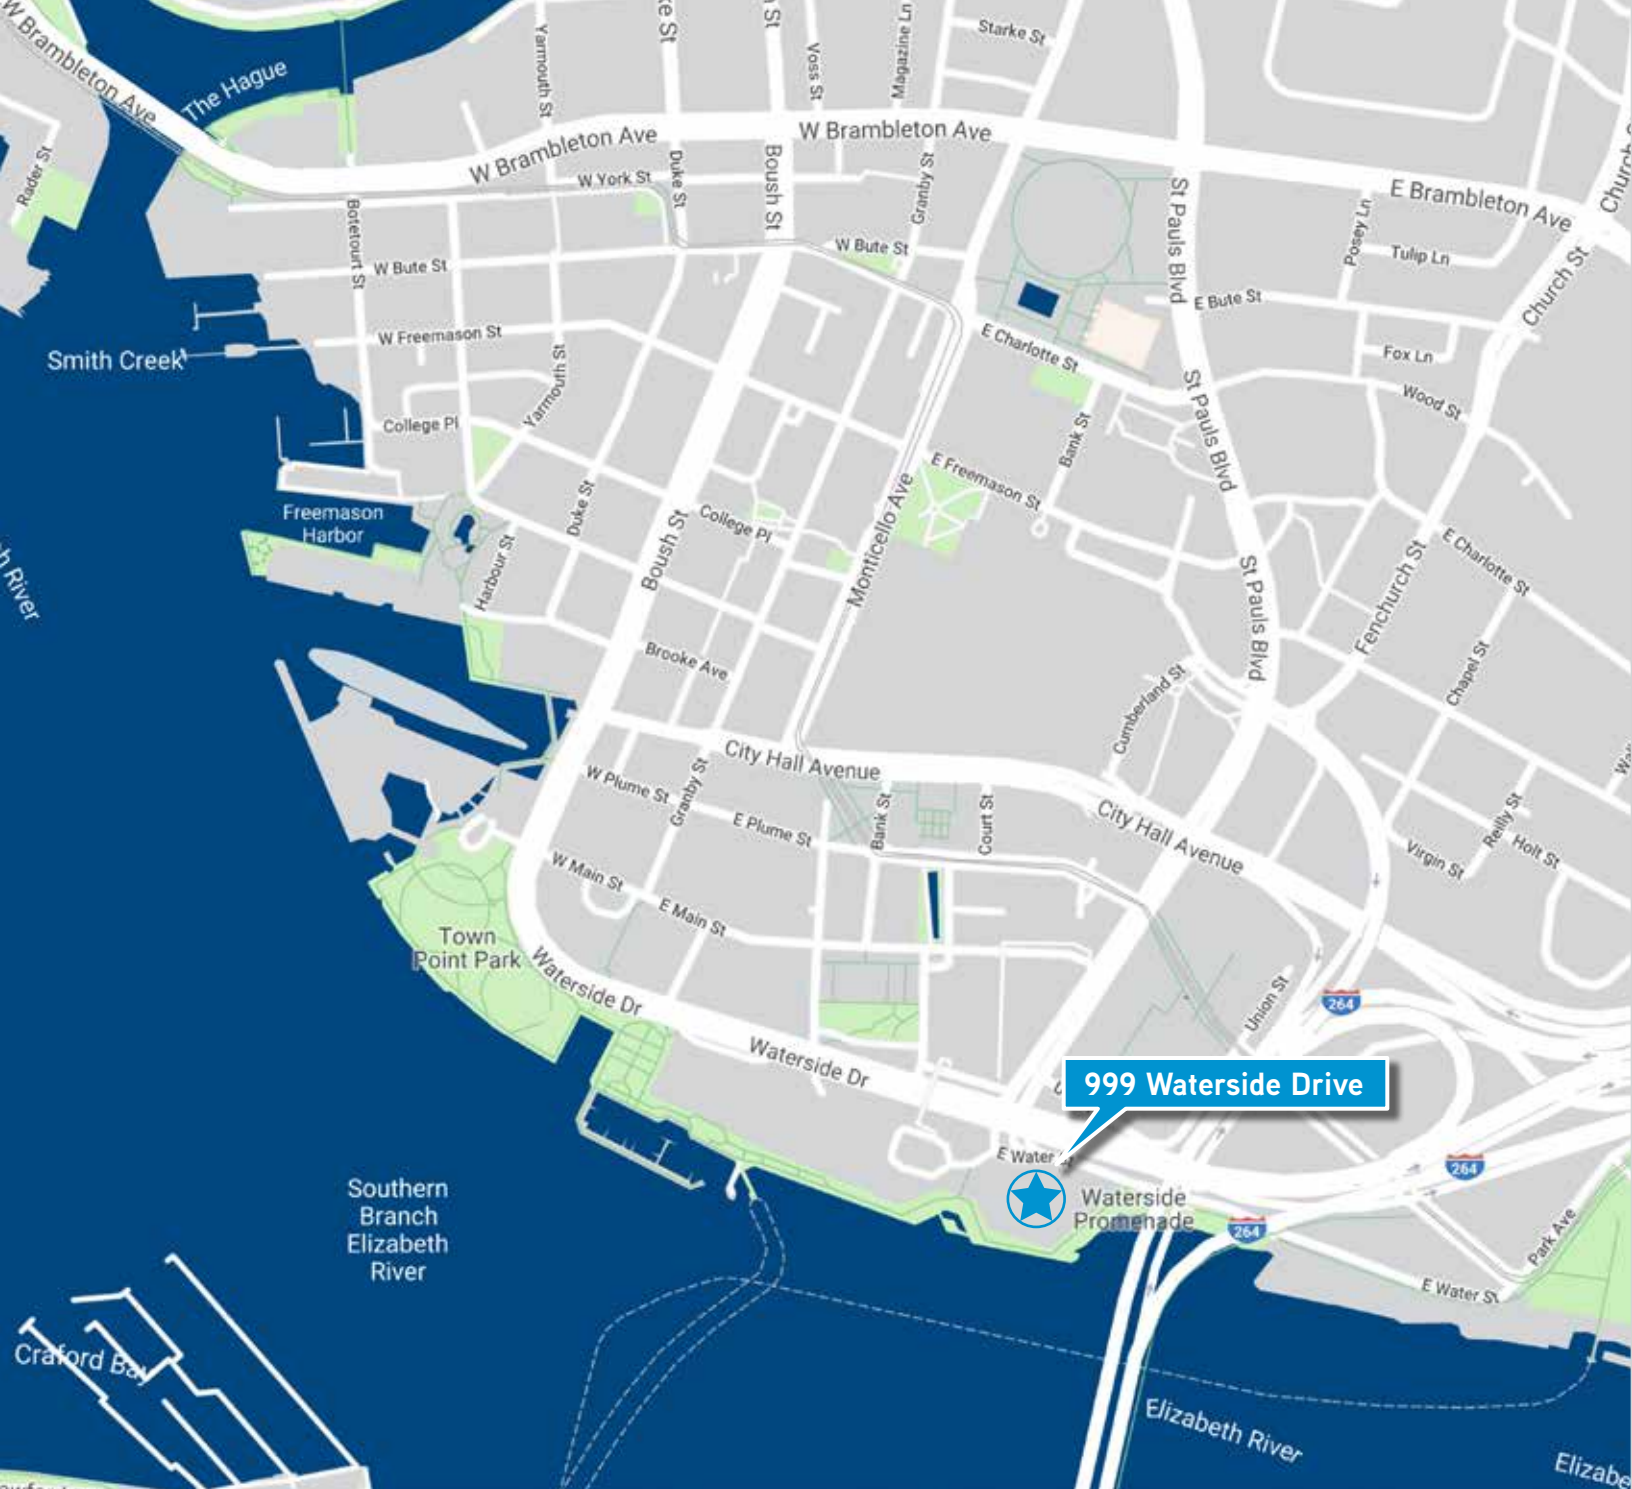 W Brambleton Ave
The Hague
Yarmouth St
ke St
St
Voss St
Magazine Ln
Starke St
W Brambleton Ave
W Brambleton Ave
E Brambleton Ave
Rader St
W York St
Duke St
Boush St
Granby St
St Pauls Blvd
Posey Ln
Tulip Ln
Church St
Botetourt St
W Bute St
W Bute St
E Bute St
Church St
Smith Creek
W Freemason St
Yarmouth St
E Charlotte St
Fox Ln
Wood St
St Pauls Blvd
College Pl
Bank St
E Freemason St
Freemason
Harbor
Duke St
Harbour St
Boush St
College Pl
Monticello Ave
St Pauls Blvd
Fenchurch St
E Charlotte St
h River
Brooke Ave
Cumberland St
Chapel St
City Hall Avenue
W Plume St
Granby St
E Plume St
Bank St
Court St
City Hall Avenue
Virgin St
Reilly St
Holt St
W Main St
E Main St
Town
Point Park
Waterside Dr
Union St
264
Waterside Dr
999 Waterside Drive
E Water St
264
Waterside
Promenade
264
Park Ave
E Water St
Southern
Branch
Elizabeth
River
Craford Bay
Elizabeth River
Elizabe